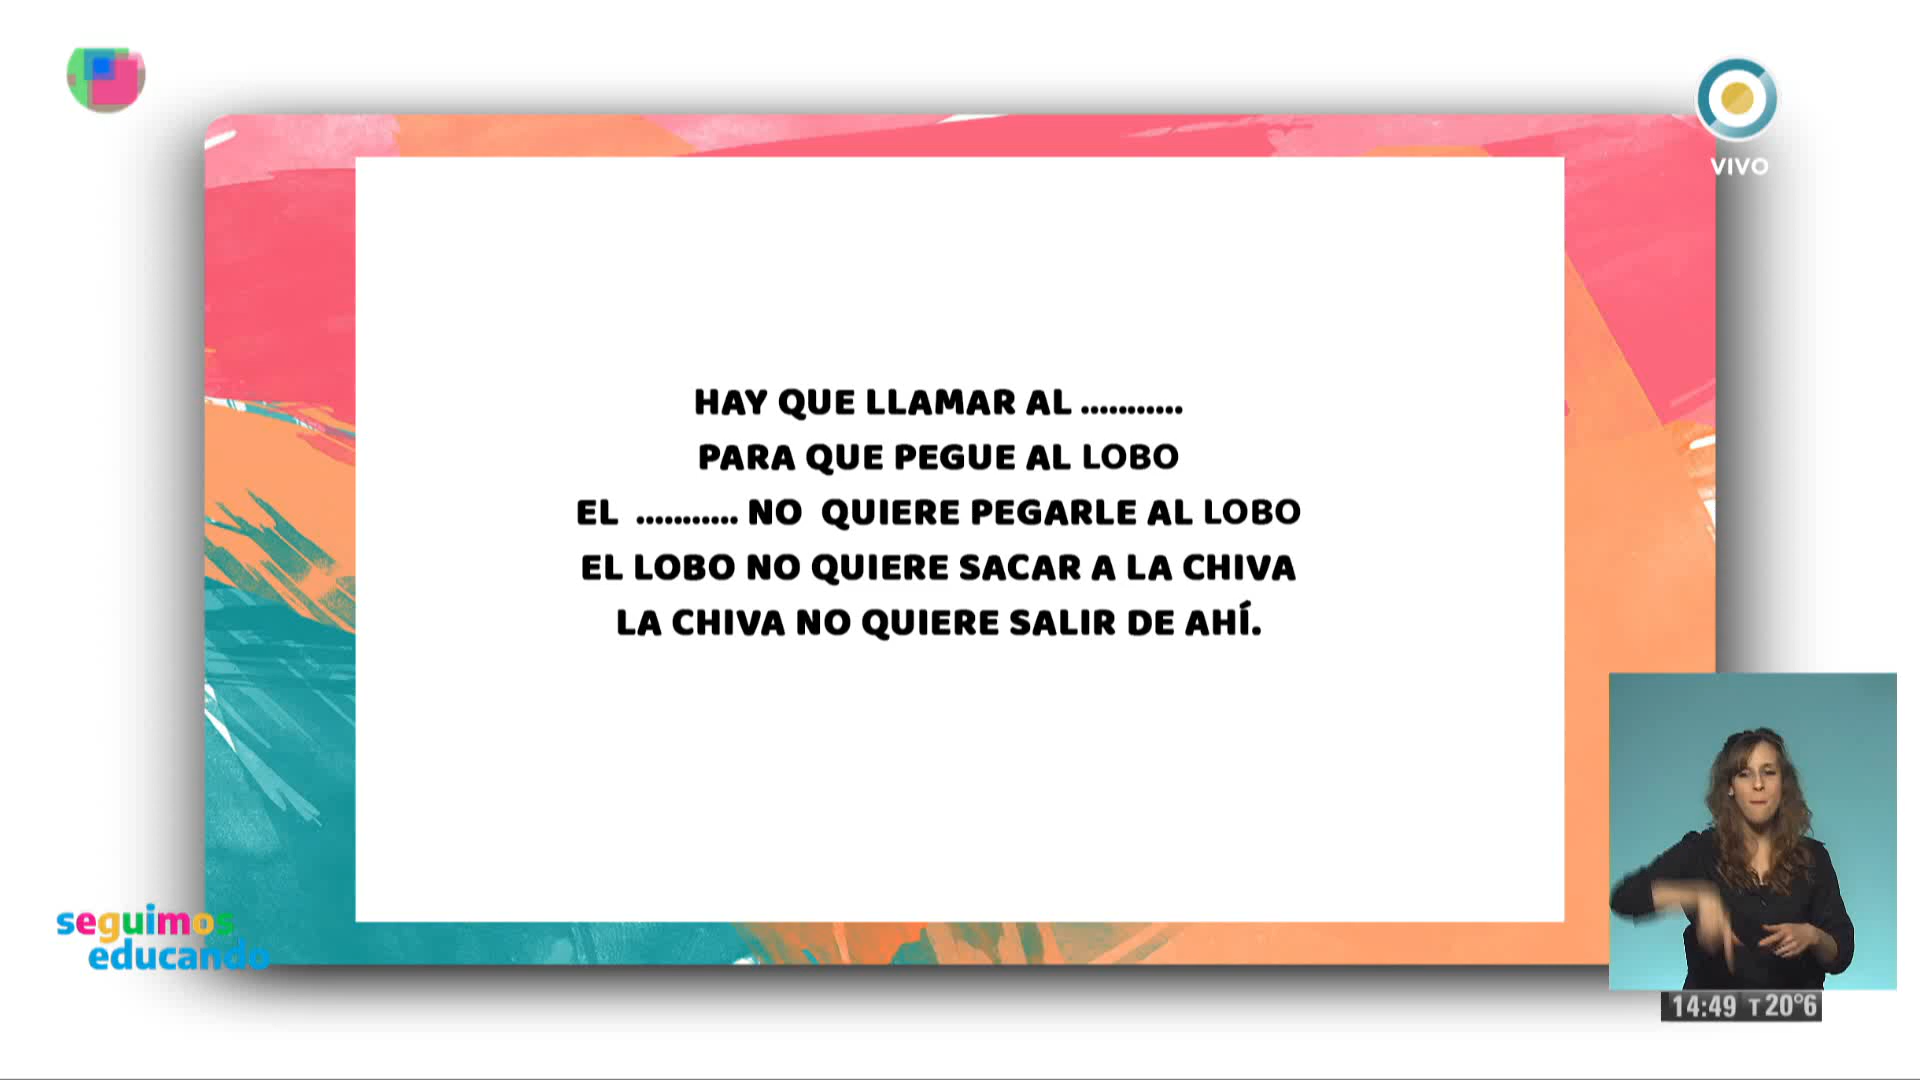 VIVO
HAY QUE LLAMAR AL ...........
PARA QUE PEGUE AL LOBO
EL ........... NO QUIERE PEGARLE AL LOBO
EL LOBO NO QUIERE SACAR A LA CHIVA
LA CHIVA NO QUIERE SALIR DE AHÍ.
seguimos
educando
14:49 T 20°6